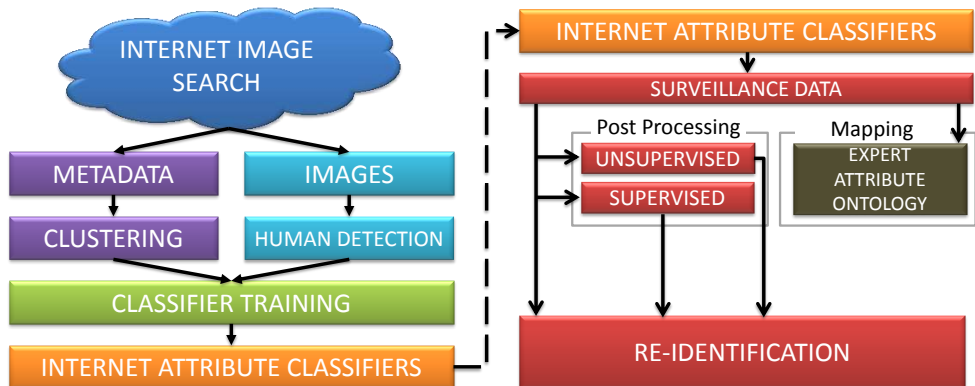 INTERNET IMAGE
SEARCH
METADATA
IMAGES
CLUSTERING
HUMAN DETECTION
CLASSIFIER TRAINING
INTERNET ATTRIBUTE CLASSIFIERS
INTERNET ATTRIBUTE CLASSIFIERS
SURVEILLANCE DATA
Post Processing
UNSUPERVISED
SUPERVISED
Mapping
EXPERT
ATTRIBUTE
ONTOLOGY
RE-IDENTIFICATION